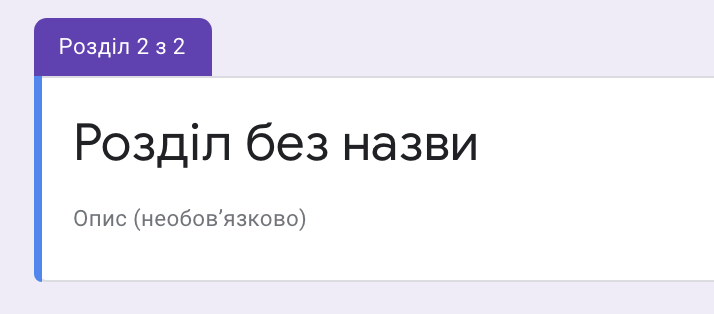 Розділ 2 з 2
Розділ без назви
Опис (необов’язково)